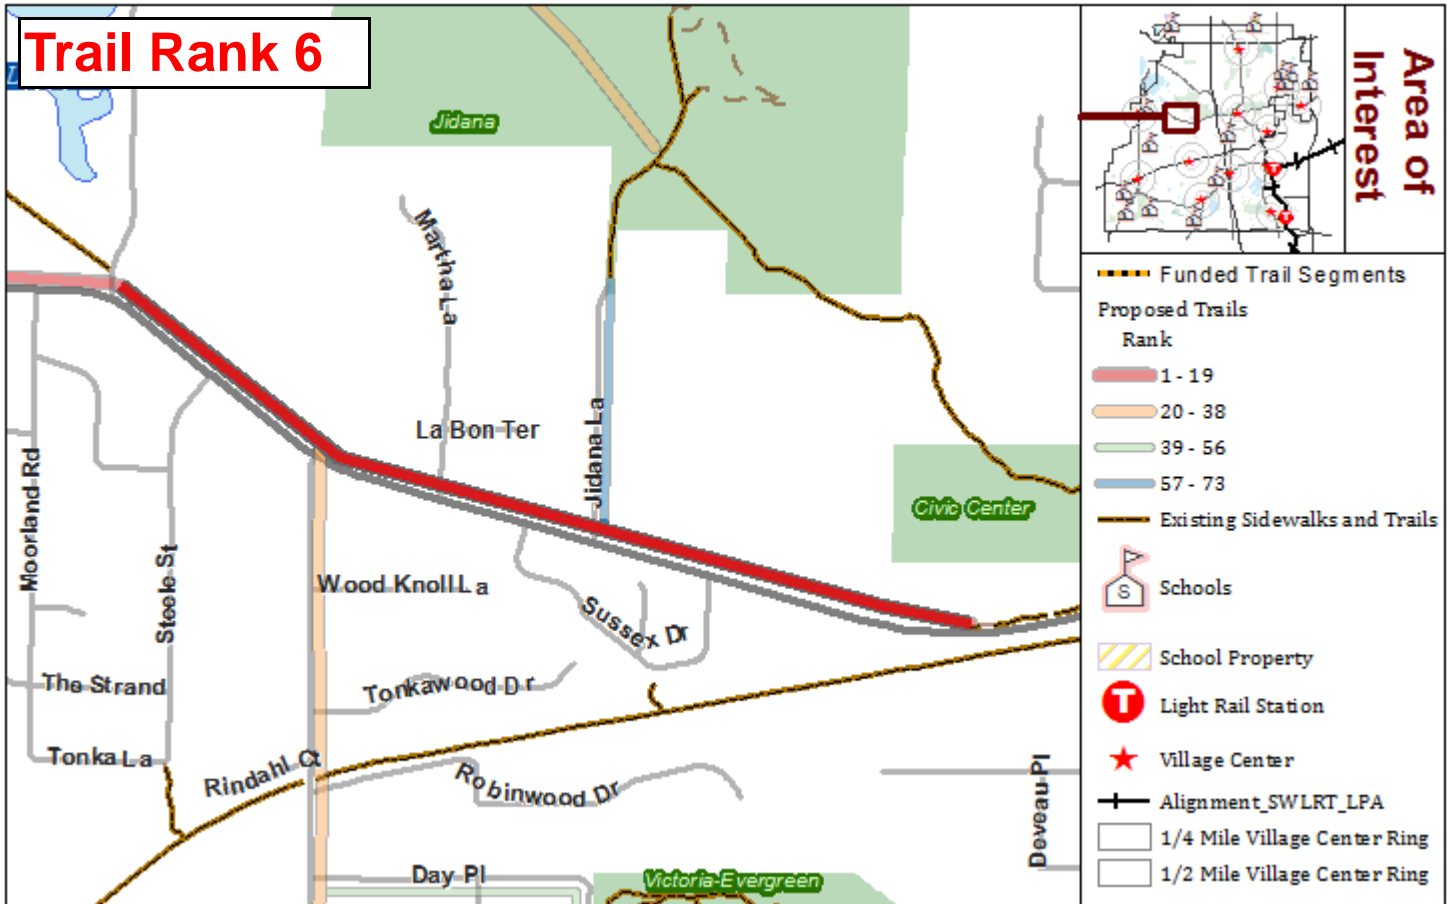 Trail Rank 6
Jidana
Martha La
La Bon Ter
Jidana La
Civic Center
Moorland Rd
Steele St
Wood Knoll La
Sussex Dr
The Strand
Tonkawood Dr
Tonka La
Rindahl Ct
Robinwood Dr
Deveau Pl
Day Pl
Victoria-Evergreen
Area of
Interest
Funded Trail Segments
Proposed Trails
Rank
1 - 19
20 - 38
39 - 56
57 - 73
Existing Sidewalks and Trails
S
Schools
School Property
T
Light Rail Station
Village Center
Alignment_SWLRT_LPA
1/4 Mile Village Center Ring
1/2 Mile Village Center Ring